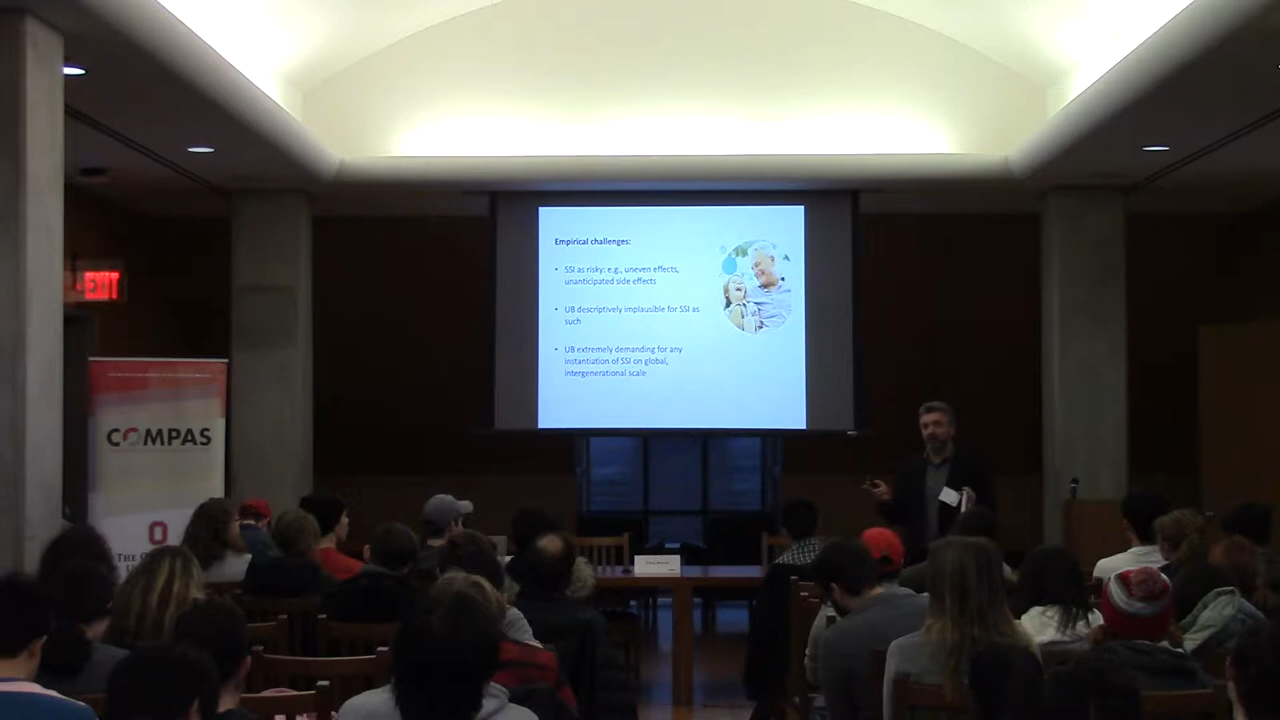 Empirical challenges:
• SSI as risky: e.g., uneven effects,
unanticipated side effects
• UB descriptively implausible for SSI as
such
• UB extremely demanding for any
instantiation of SSI on global,
intergenerational scale
EXIT
COMPAS
THE O